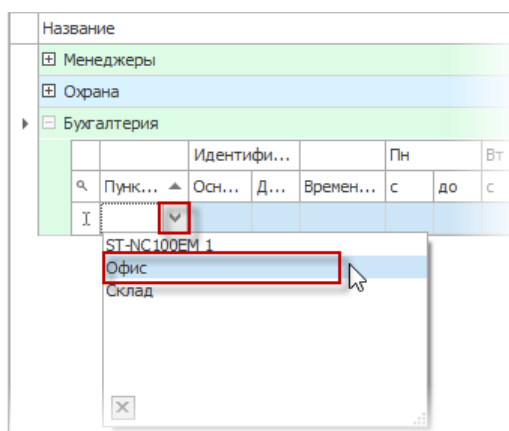 Название
Менеджеры
Охрана
Бухгалтерия
Идентифи... Пн Вт
Пунк... Осн... Д... Времен... с до с
ST-NC100EM 1
Офис
Склад